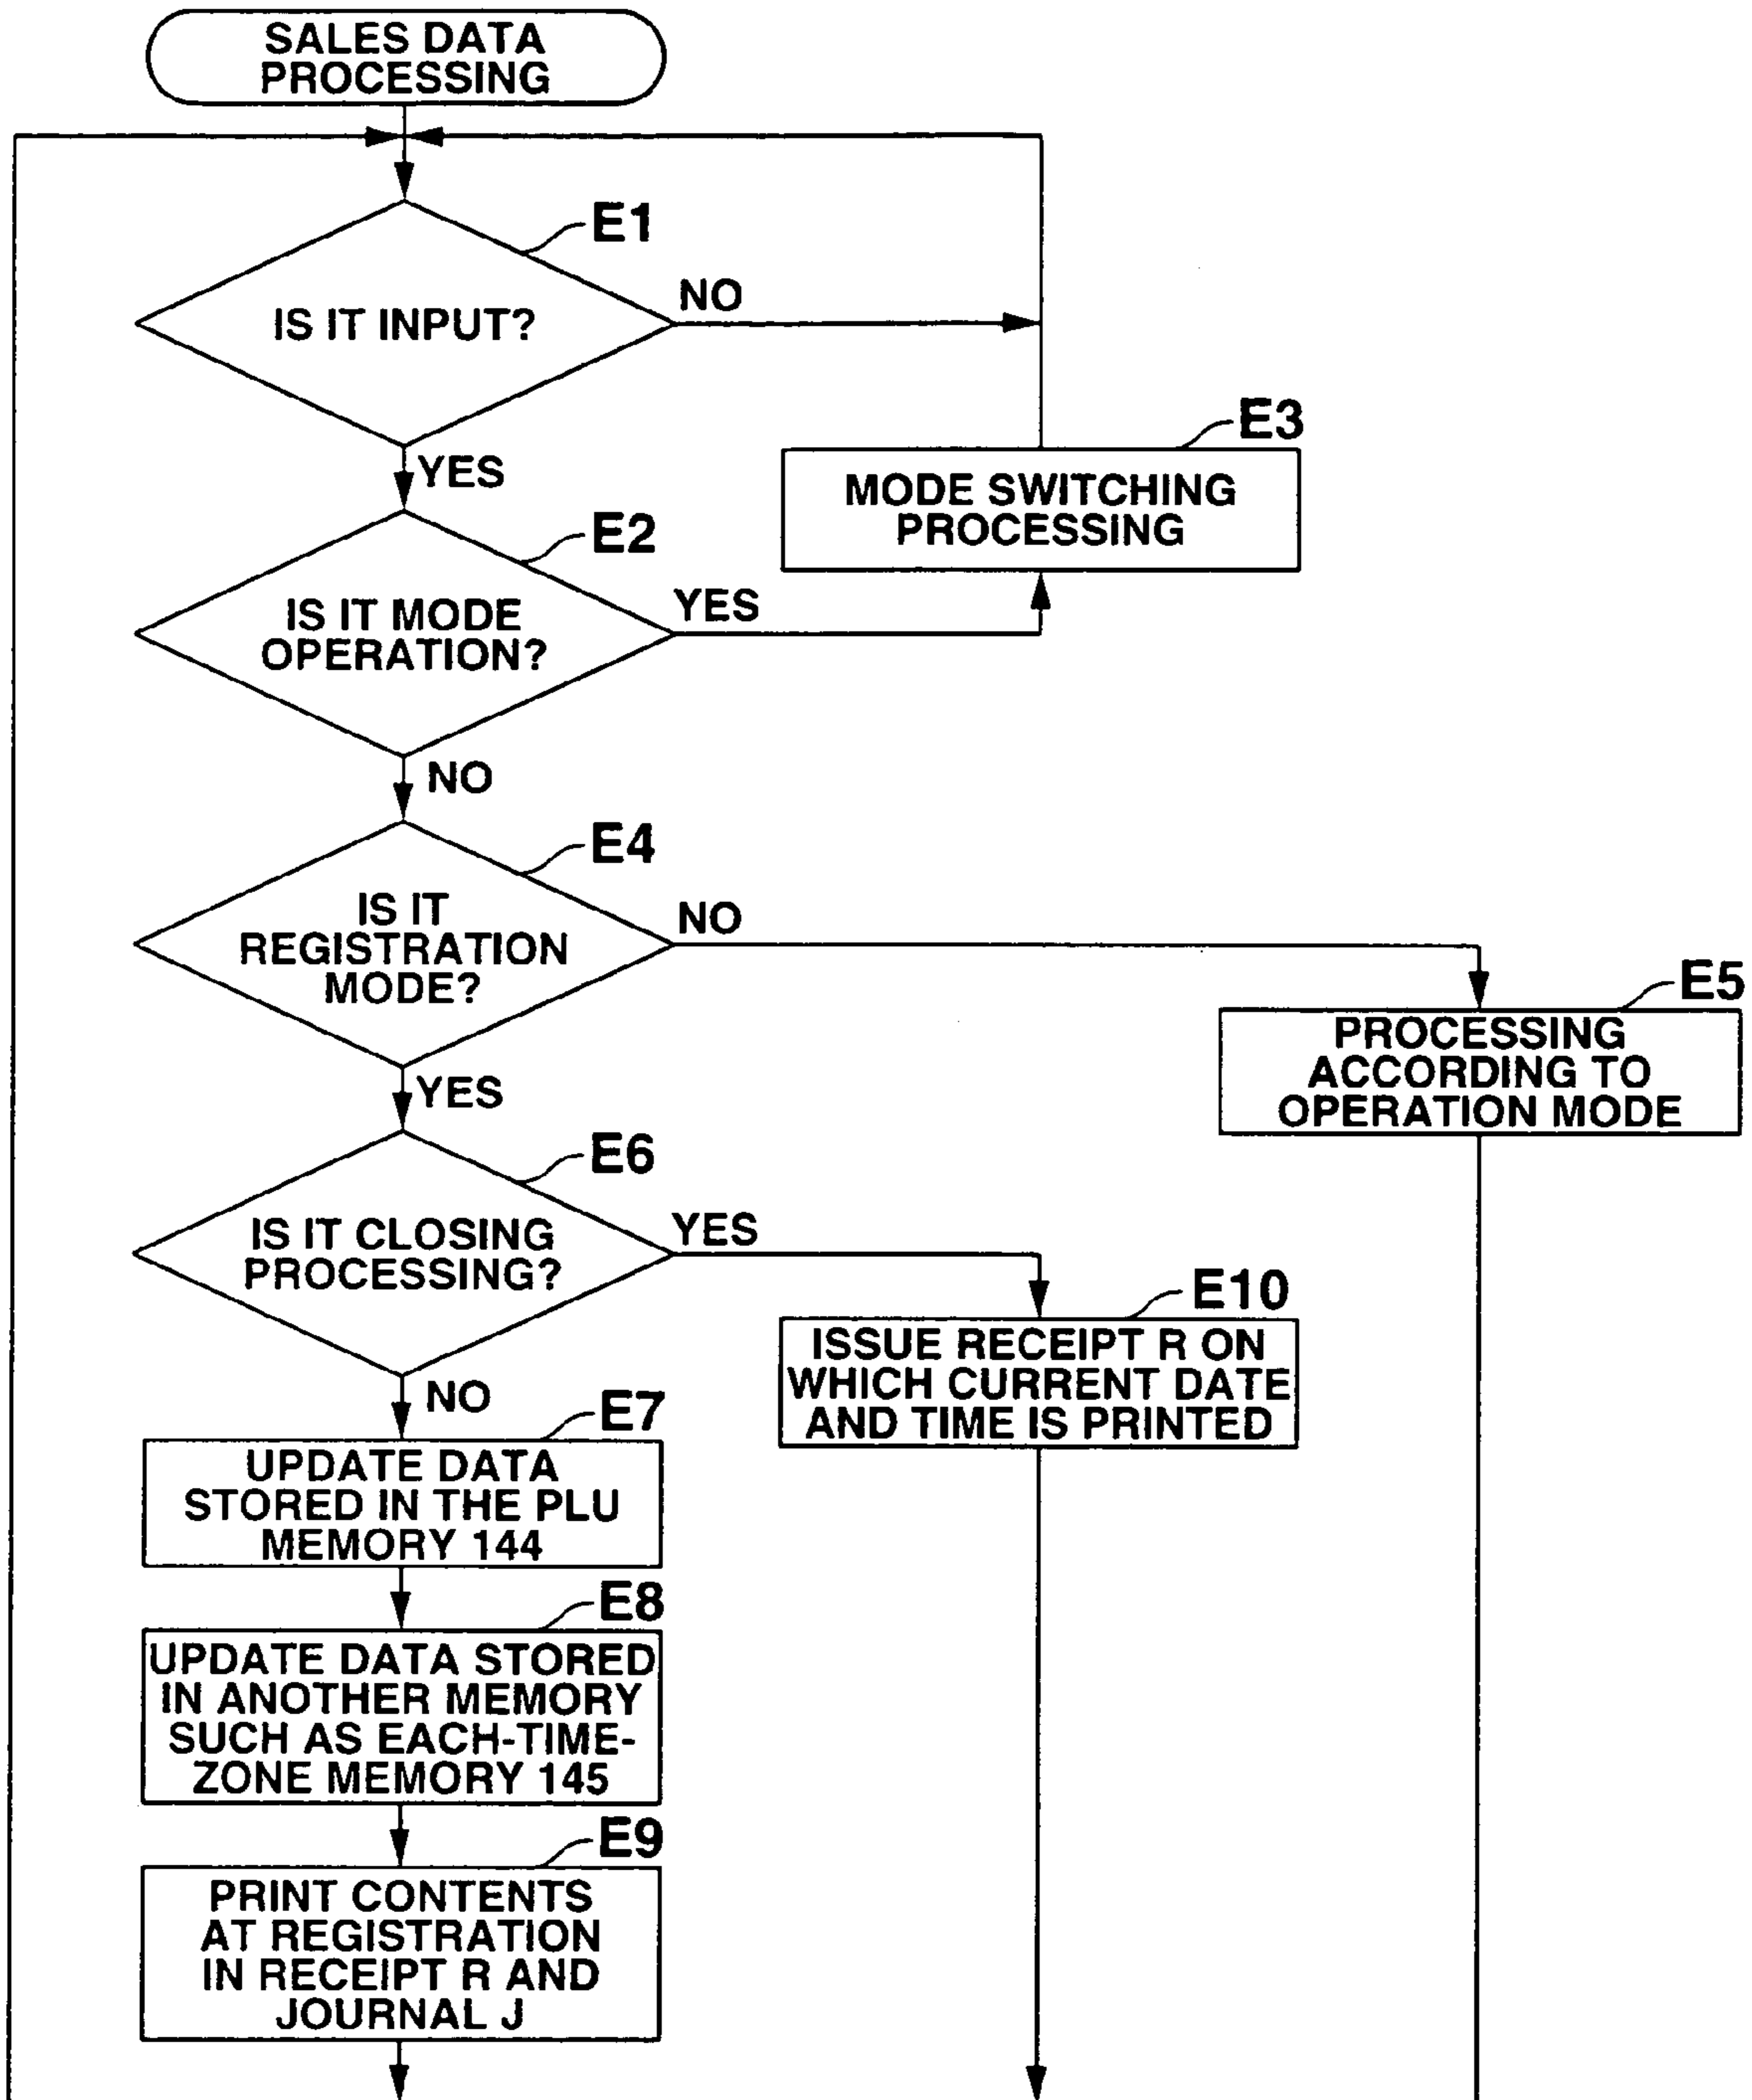 SALES DATA
PROCESSING
E1
IS IT INPUT?
NO
YES
E3
MODE SWITCHING
PROCESSING
E2
IS IT MODE
OPERATION?
YES
NO
E4
IS IT
REGISTRATION
MODE?
NO
YES
E5
PROCESSING
ACCORDING TO
OPERATION MODE
E6
IS IT CLOSING
PROCESSING?
YES
NO
E10
ISSUE RECEIPT R ON
WHICH CURRENT DATE
AND TIME IS PRINTED
E7
UPDATE DATA
STORED IN THE PLU
MEMORY 144
E8
UPDATE DATA STORED
IN ANOTHER MEMORY
SUCH AS EACH-TIME-
ZONE MEMORY 145
E9
PRINT CONTENTS
AT REGISTRATION
IN RECEIPT R AND
JOURNAL J